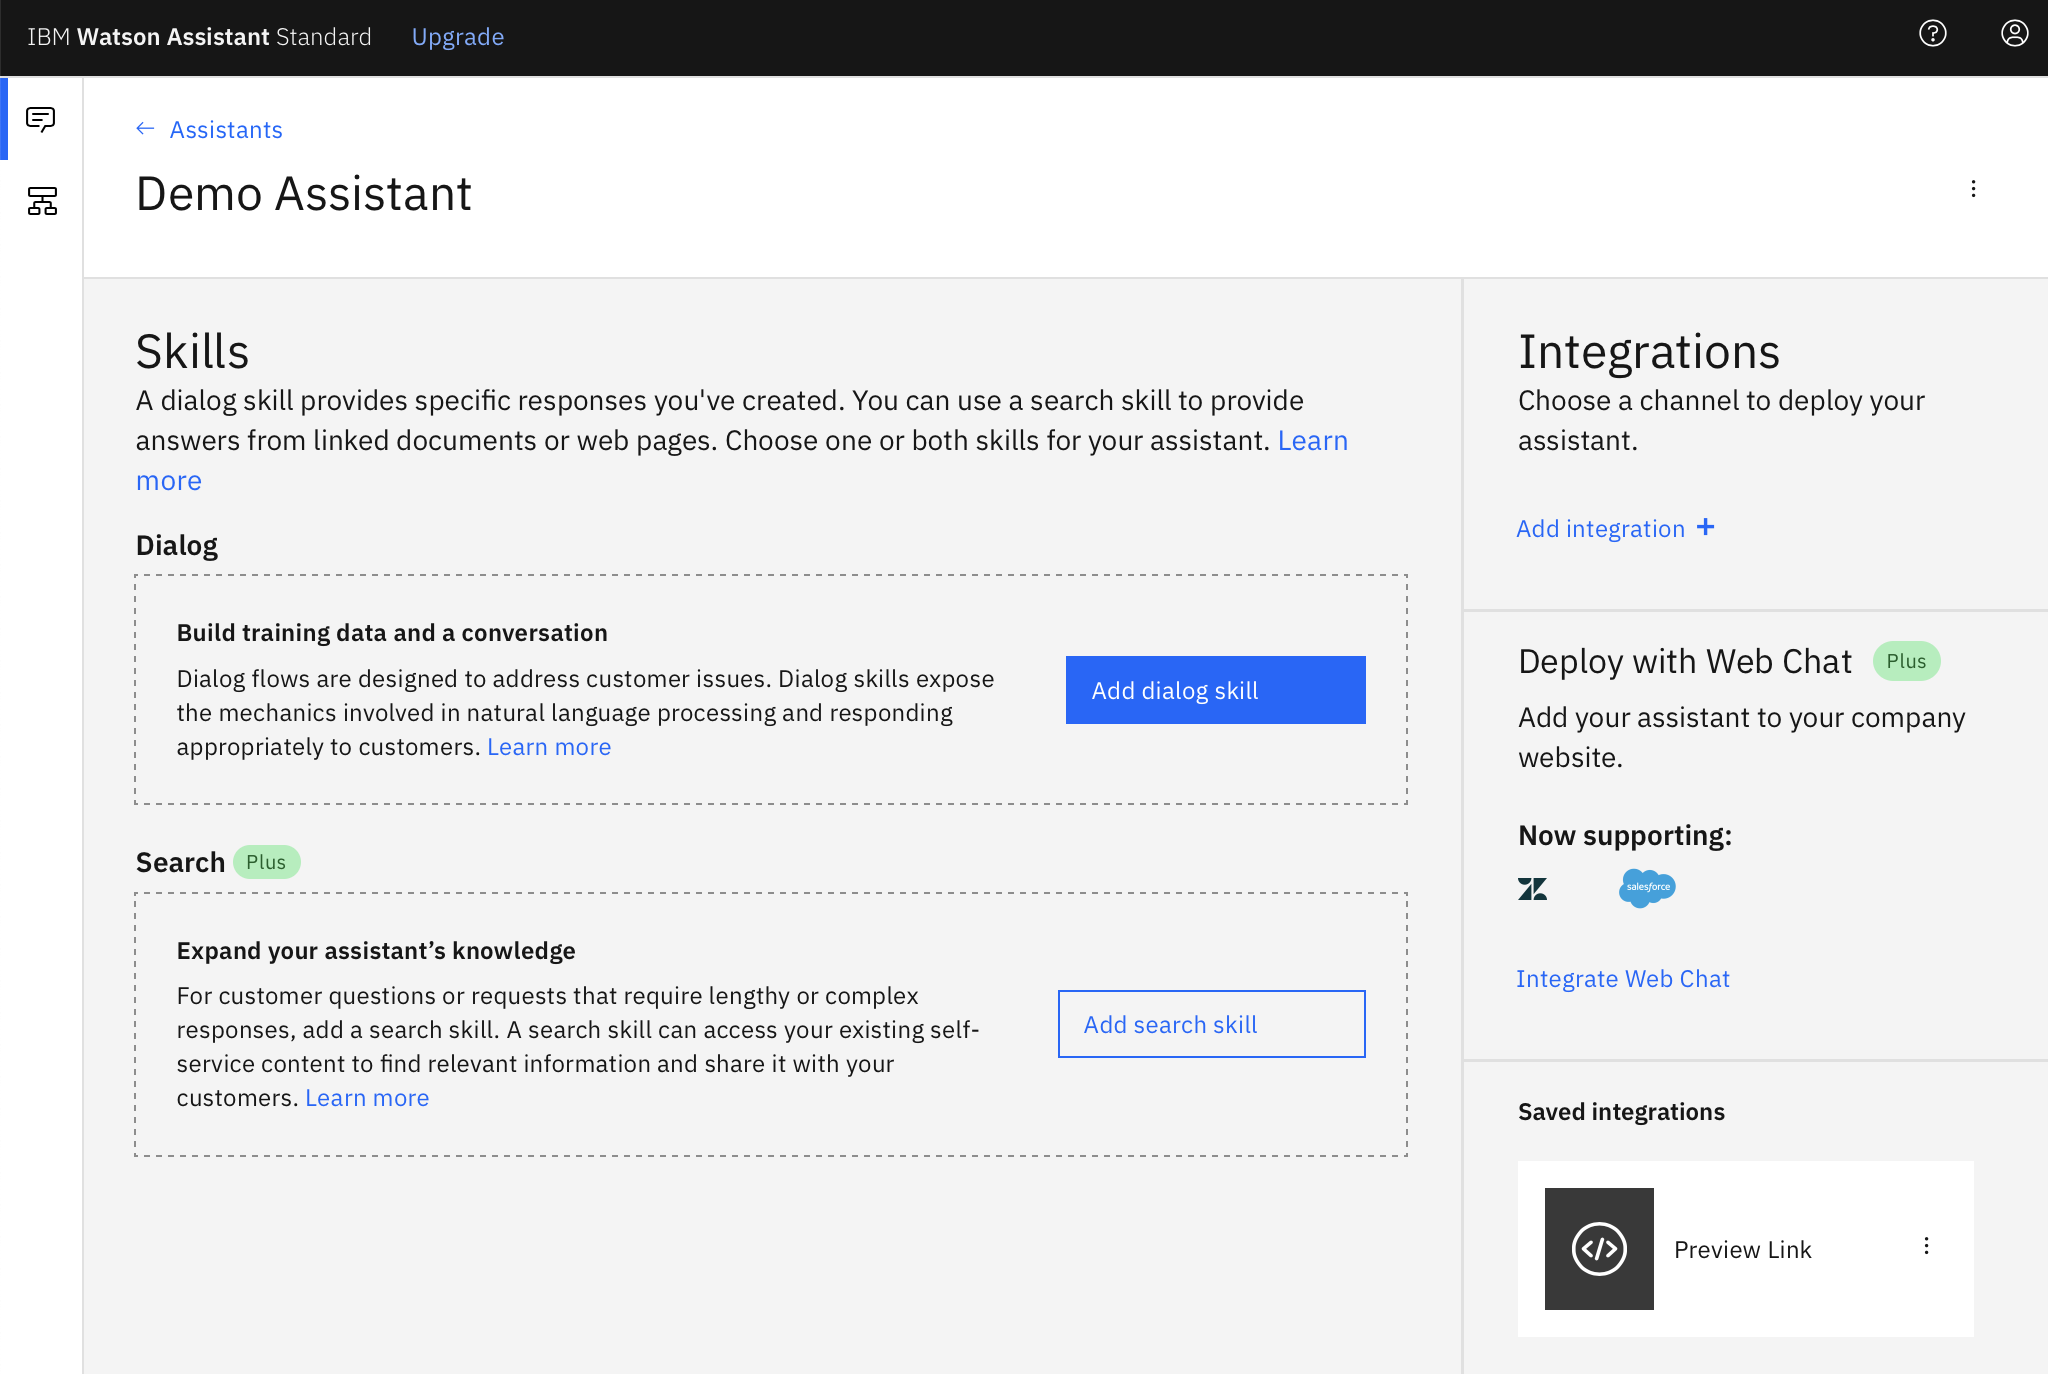 IBM Watson Assistant Standard
Upgrade
Assistants
Demo Assistant
Skills
A dialog skill provides specific responses you've created. You can use a search skill to provide
answers from linked documents or web pages. Choose one or both skills for your assistant. Learn
more
Dialog
Build training data and a conversation
Dialog flows are designed to address customer issues. Dialog skills expose
the mechanics involved in natural language processing and responding
appropriately to customers. Learn more
Add dialog skill
Search Plus
Expand your assistant’s knowledge
For customer questions or requests that require lengthy or complex
responses, add a search skill. A search skill can access your existing self-
service content to find relevant information and share it with your
customers. Learn more
Add search skill
Integrations
Choose a channel to deploy your
assistant.
Add integration +
Deploy with Web Chat Plus
Add your assistant to your company
website.
Now supporting:
salesforce
Integrate Web Chat
Saved integrations
Preview Link